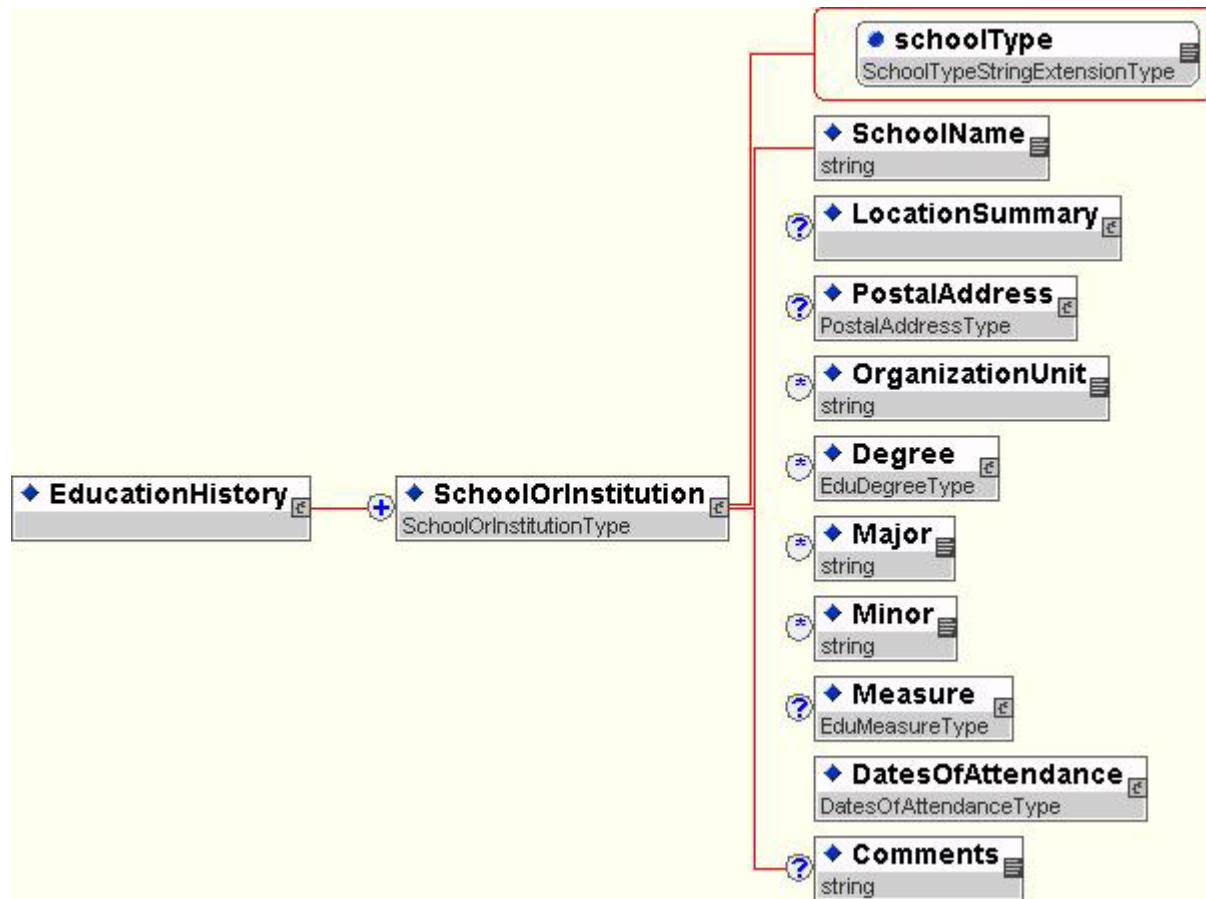 schoolType
SchoolTypeStringExtensionType
SchoolName
string
? LocationSummary
? PostalAddress
PostalAddressType
* OrganizationUnit
string
* Degree
EduDegreeType
EducationHistory
+ SchoolOrInstitution
SchoolOrInstitutionType
* Major
string
* Minor
string
? Measure
EduMeasureType
DatesOfAttendance
DatesOfAttendanceType
? Comments
string